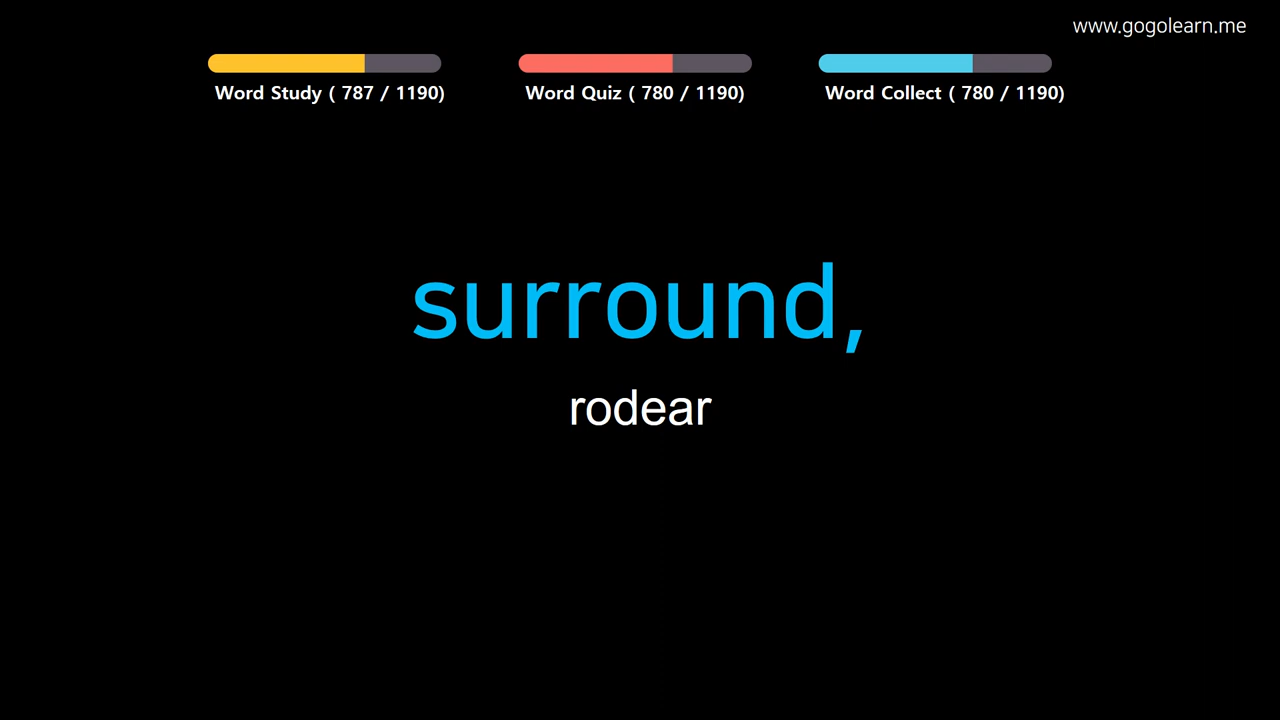 www.gogolearn.me
Word Study ( 787 / 1190)
Word Quiz ( 780 / 1190)
Word Collect ( 780 / 1190)
surround,
rodear